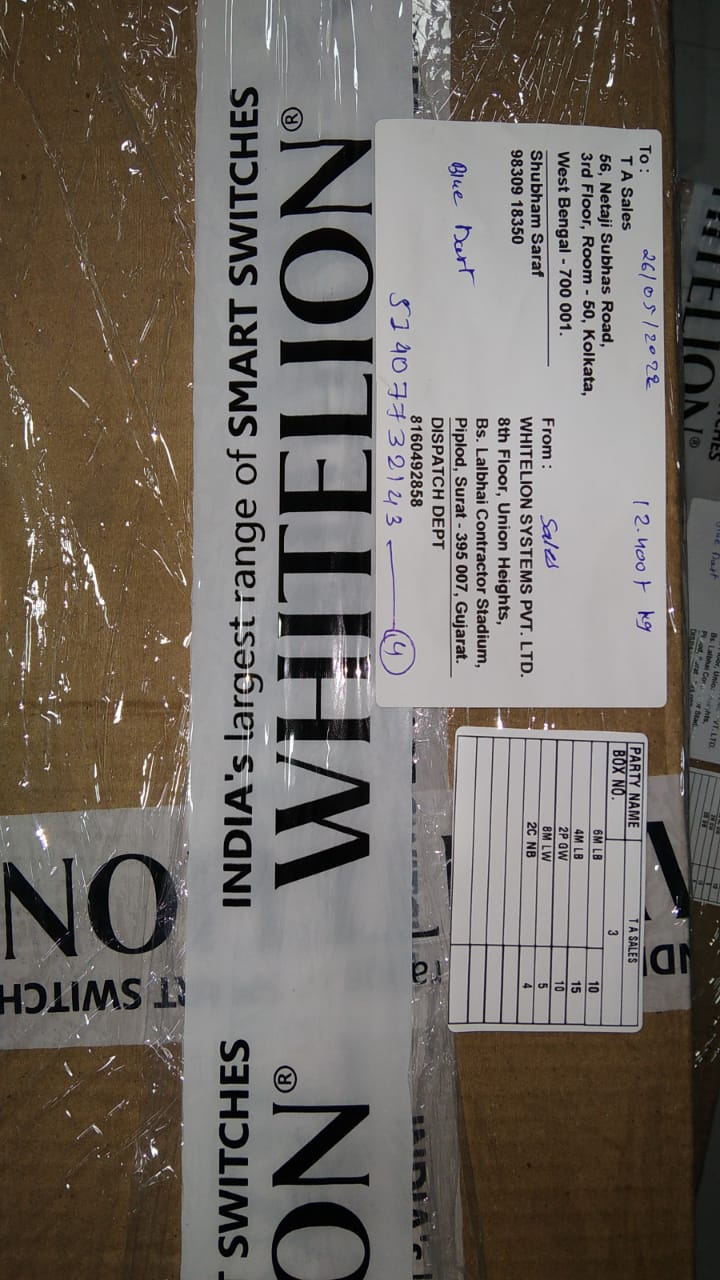 INDIA's largest range of SMART SWITCHES
WHITELION®
To :
26/05/2022
12.400+ kg
T A Sales
56, Netaji Subhas Road,
3rd Floor, Room - 50, Kolkata,
West Bengal - 700 001.
Shubham Saraf
98309 18350
Blue Dart
From :
Sales
WHITELION SYSTEMS PVT. LTD.
8th Floor, Union Heights,
Bs. Lalbhai Contractor Stadium,
Piplod, Surat - 395 007, Gujarat.
DISPATCH DEPT
8160492858
51407732143 — (4)
PARTY NAME T A SALES
BOX NO. 3
6M LB 10
4M LB 15
2P GW 10
8M LW 5
2C NB 4
SWITCHES
ON®
ON
RT SWITCH